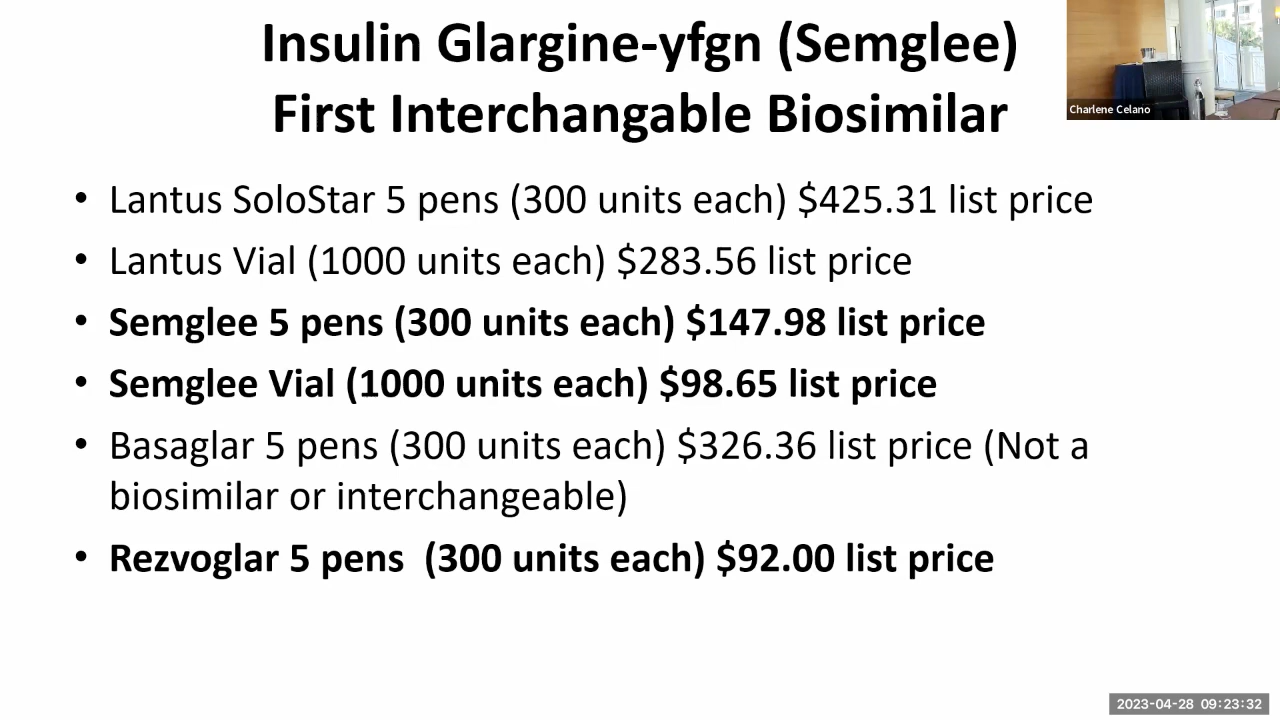 Insulin Glargine-yfgn (Semglee)
First Interchangable Biosimilar
Charlene Celano
• Lantus SoloStar 5 pens (300 units each) $425.31 list price
• Lantus Vial (1000 units each) $283.56 list price
• Semglee 5 pens (300 units each) $147.98 list price
• Semglee Vial (1000 units each) $98.65 list price
• Basaglar 5 pens (300 units each) $326.36 list price (Not a
biosimilar or interchangeable)
• Rezvoglar 5 pens (300 units each) $92.00 list price
2023-04-28 09:23:32